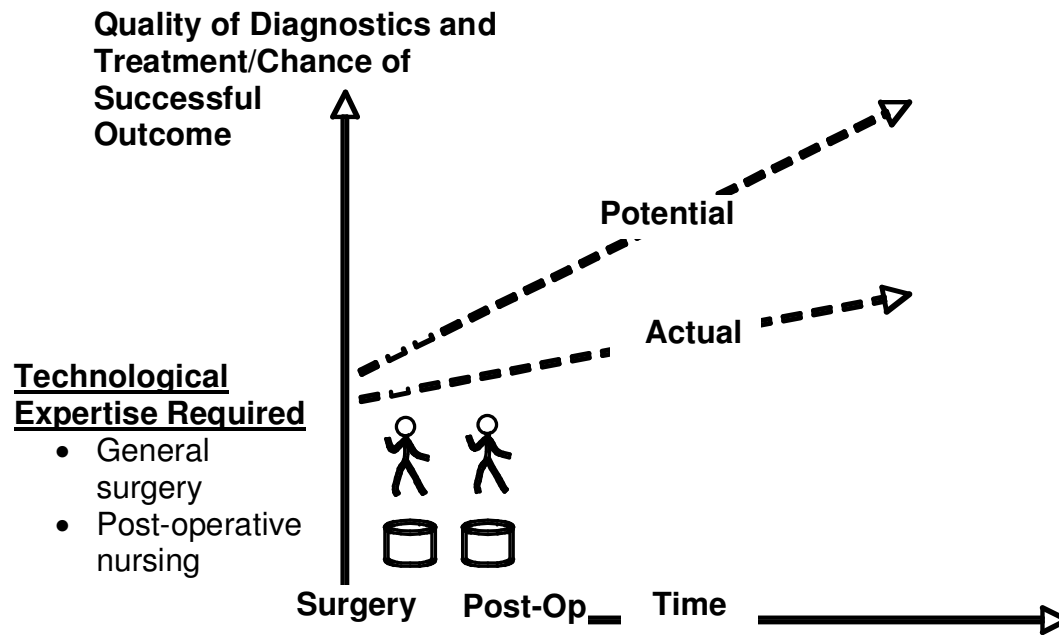 Quality of Diagnostics and
Treatment/Chance of
Successful
Outcome
Potential
Actual
Technological
Expertise Required
• General
surgery
• Post-operative
nursing
Surgery Post-Op Time